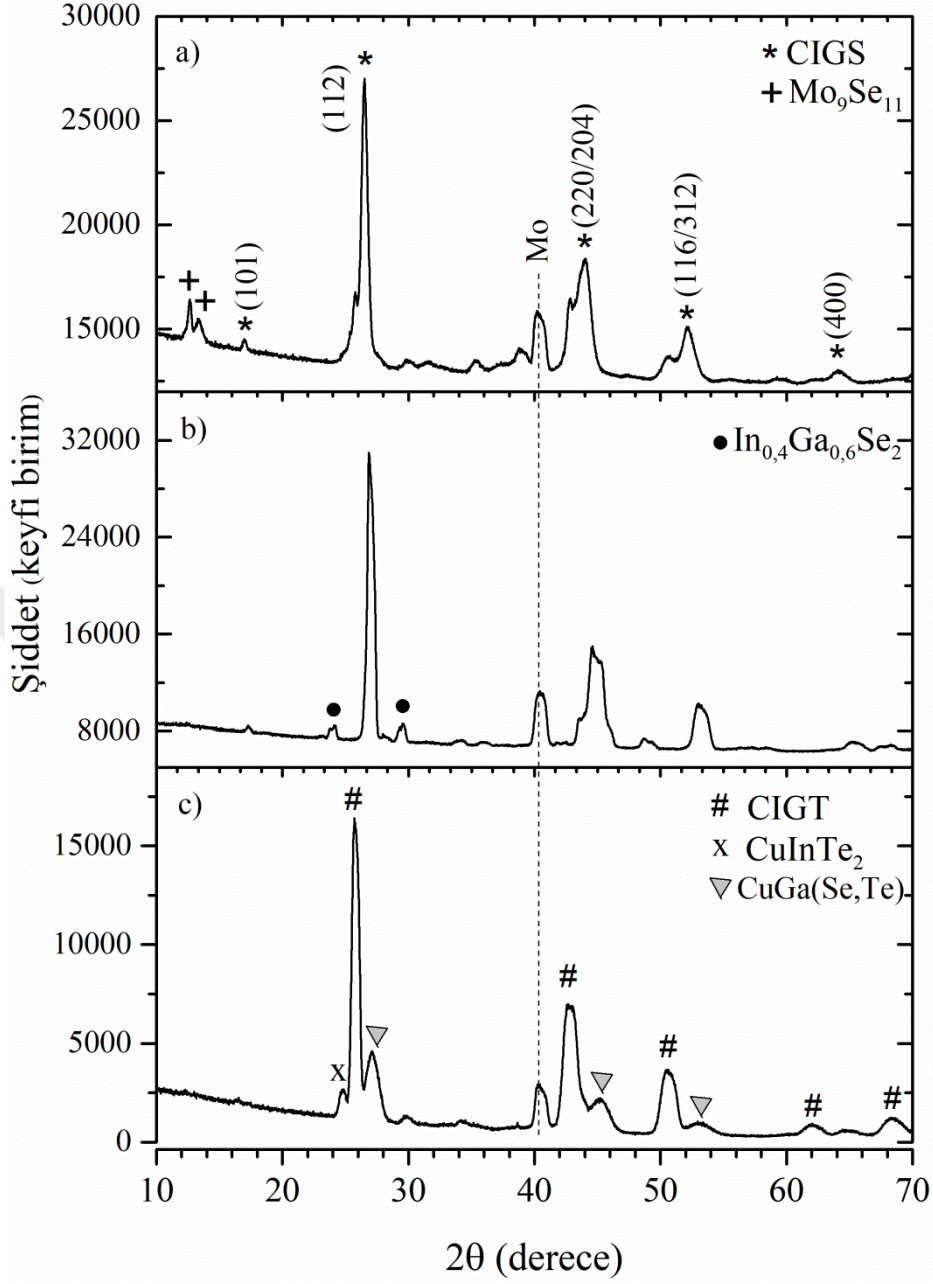 Şiddet (keyfi birim)
30000
25000
20000
15000
a)
* CIGS
+ Mo9Se11
+
+
*(101)
(112)
*
Mo
*(220/204)
*(116/312)
*(400)
32000
24000
16000
8000
b)
● In0,4Ga0,6Se2
●
●
15000
10000
5000
0
c)
# CIGT
x CuInTe2
▽ CuGa(Se,Te)
x
#
▽
#
▽
#
▽
#
#
10 20 30 40 50 60 70
2θ (derece)